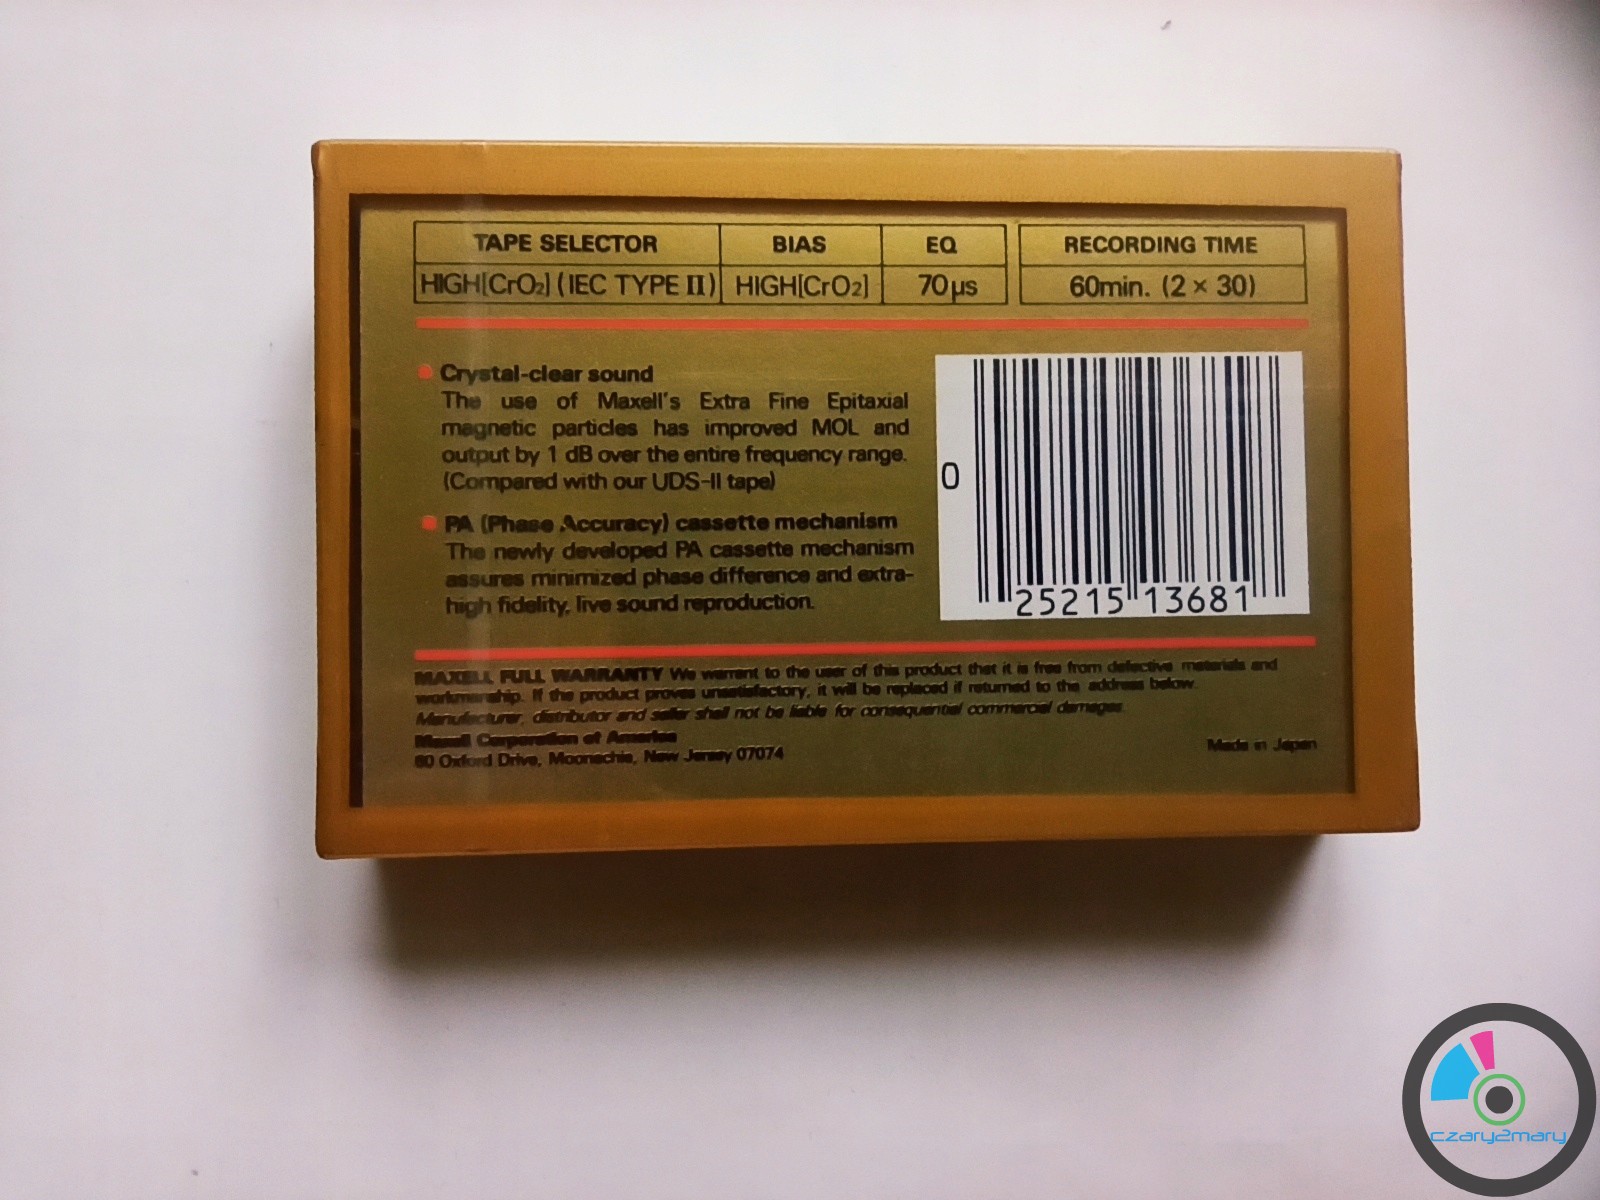 TAPE SELECTOR BIAS EQ RECORDING TIME
HIGH[CrO₂] (IEC TYPE II) HIGH[CrO₂] 70μs 60min. (2 × 30)
Crystal-clear sound
The use of Maxell's Extra Fine Epitaxial
magnetic particles has improved MOL and
output by 1 dB over the entire frequency range.
(Compared with our UDS-II tape)
PA (Phase Accuracy) cassette mechanism
The newly developed PA cassette mechanism
assures minimized phase difference and extra-
high fidelity, live sound reproduction.
0 25215 13681
MAXELL FULL WARRANTY We warrant to the user of this product that it is free from defective materials and
workmanship. If the product proves unsatisfactory, it will be replaced if returned to the address below.
Manufacturer, distributor and seller shall not be liable for consequential commercial damages.
Maxell Corporation of America
60 Oxford Drive, Moonachie, New Jersey 07074
Made in Japan
czary2mary